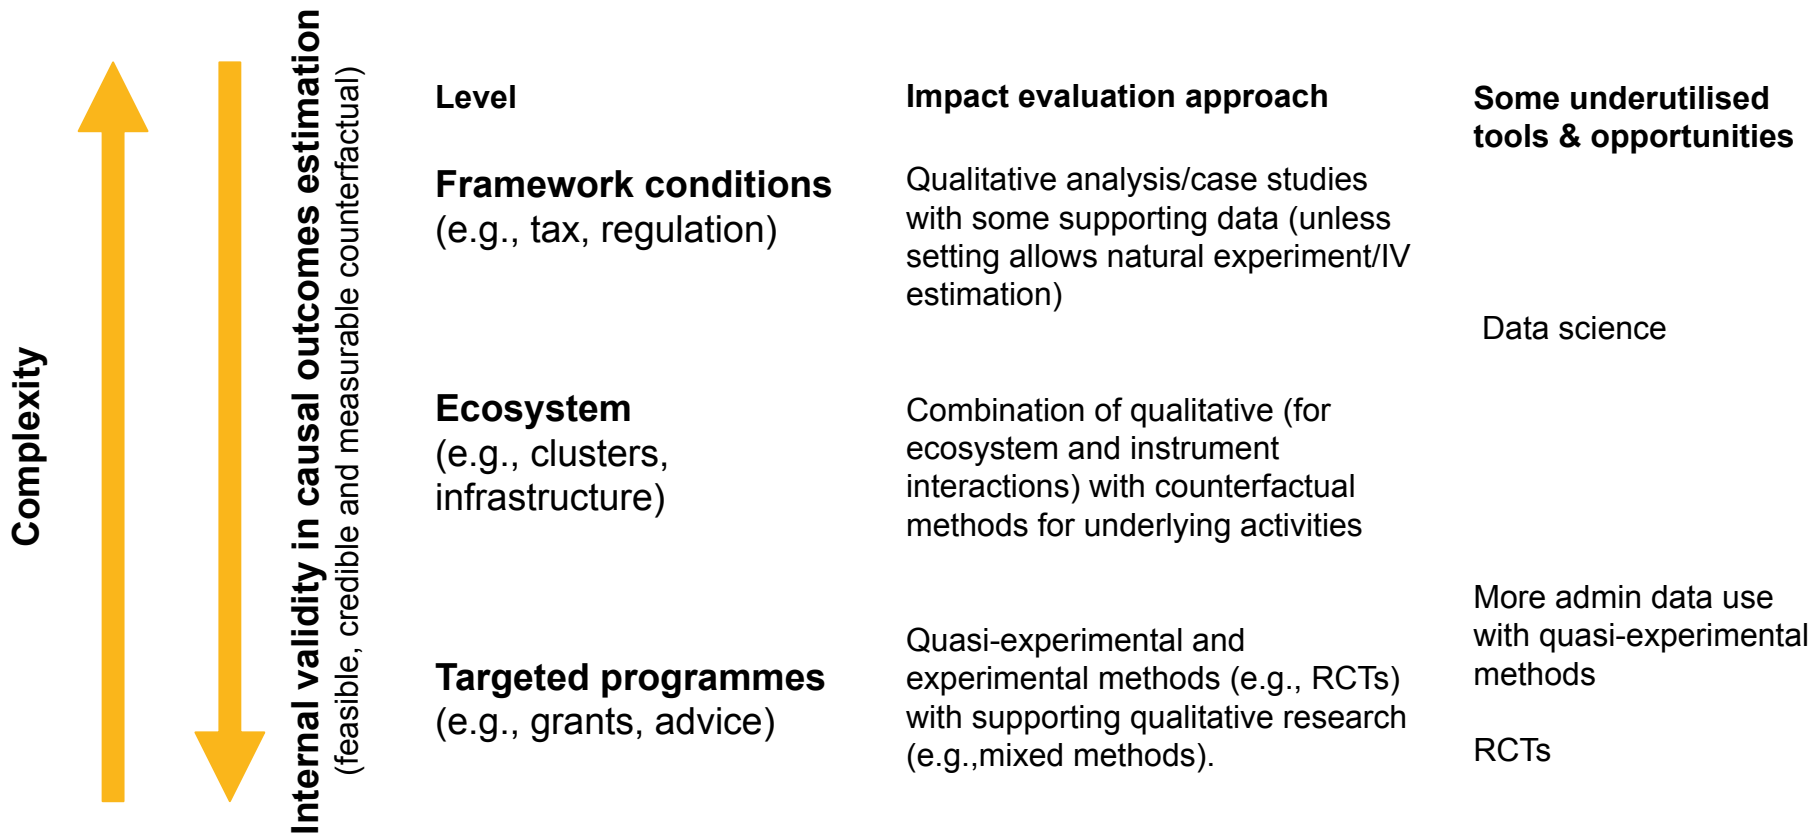 Complexity
Internal validity in causal outcomes estimation
(feasible, credible and measurable counterfactual)
Level
Impact evaluation approach
Some underutilised
tools & opportunities
Framework conditions
(e.g., tax, regulation)
Qualitative analysis/case studies
with some supporting data (unless
setting allows natural experiment/IV
estimation)
Data science
Ecosystem
(e.g., clusters,
infrastructure)
Combination of qualitative (for
ecosystem and instrument
interactions) with counterfactual
methods for underlying activities
Targeted programmes
(e.g., grants, advice)
Quasi-experimental and
experimental methods (e.g., RCTs)
with supporting qualitative research
(e.g.,mixed methods).
More admin data use
with quasi-experimental
methods
RCTs